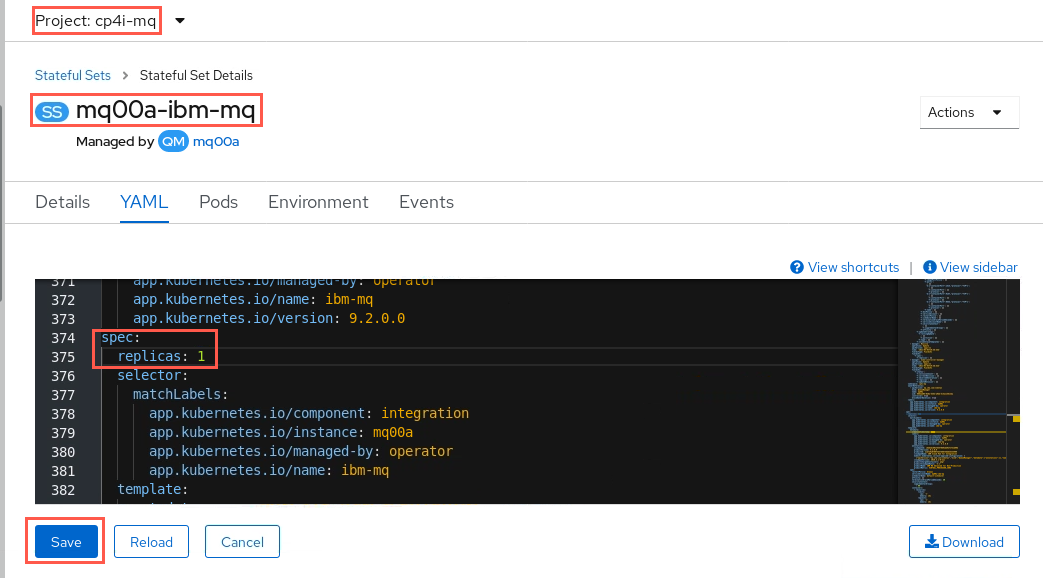 Project: cp4i-mq
Stateful Sets > Stateful Set Details
SS mq00a-ibm-mq
Actions
Managed by QM mq00a
Details YAML Pods Environment Events
View shortcuts | View sidebar
371 app.kubernetes.io/managed-by: operator
372 app.kubernetes.io/name: ibm-mq
373 app.kubernetes.io/version: 9.2.0.0
374 spec:
375 replicas: 1
376 selector:
377 matchLabels:
378 app.kubernetes.io/component: integration
379 app.kubernetes.io/instance: mq00a
380 app.kubernetes.io/managed-by: operator
381 app.kubernetes.io/name: ibm-mq
382 template:
Save Reload Cancel Download